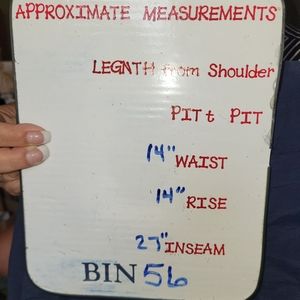 APPROXIMATE MEASUREMENTS
LEGNTH from Shoulder
PIT t PIT
14" WAIST
14" RISE
27" INSEAM
BIN 56